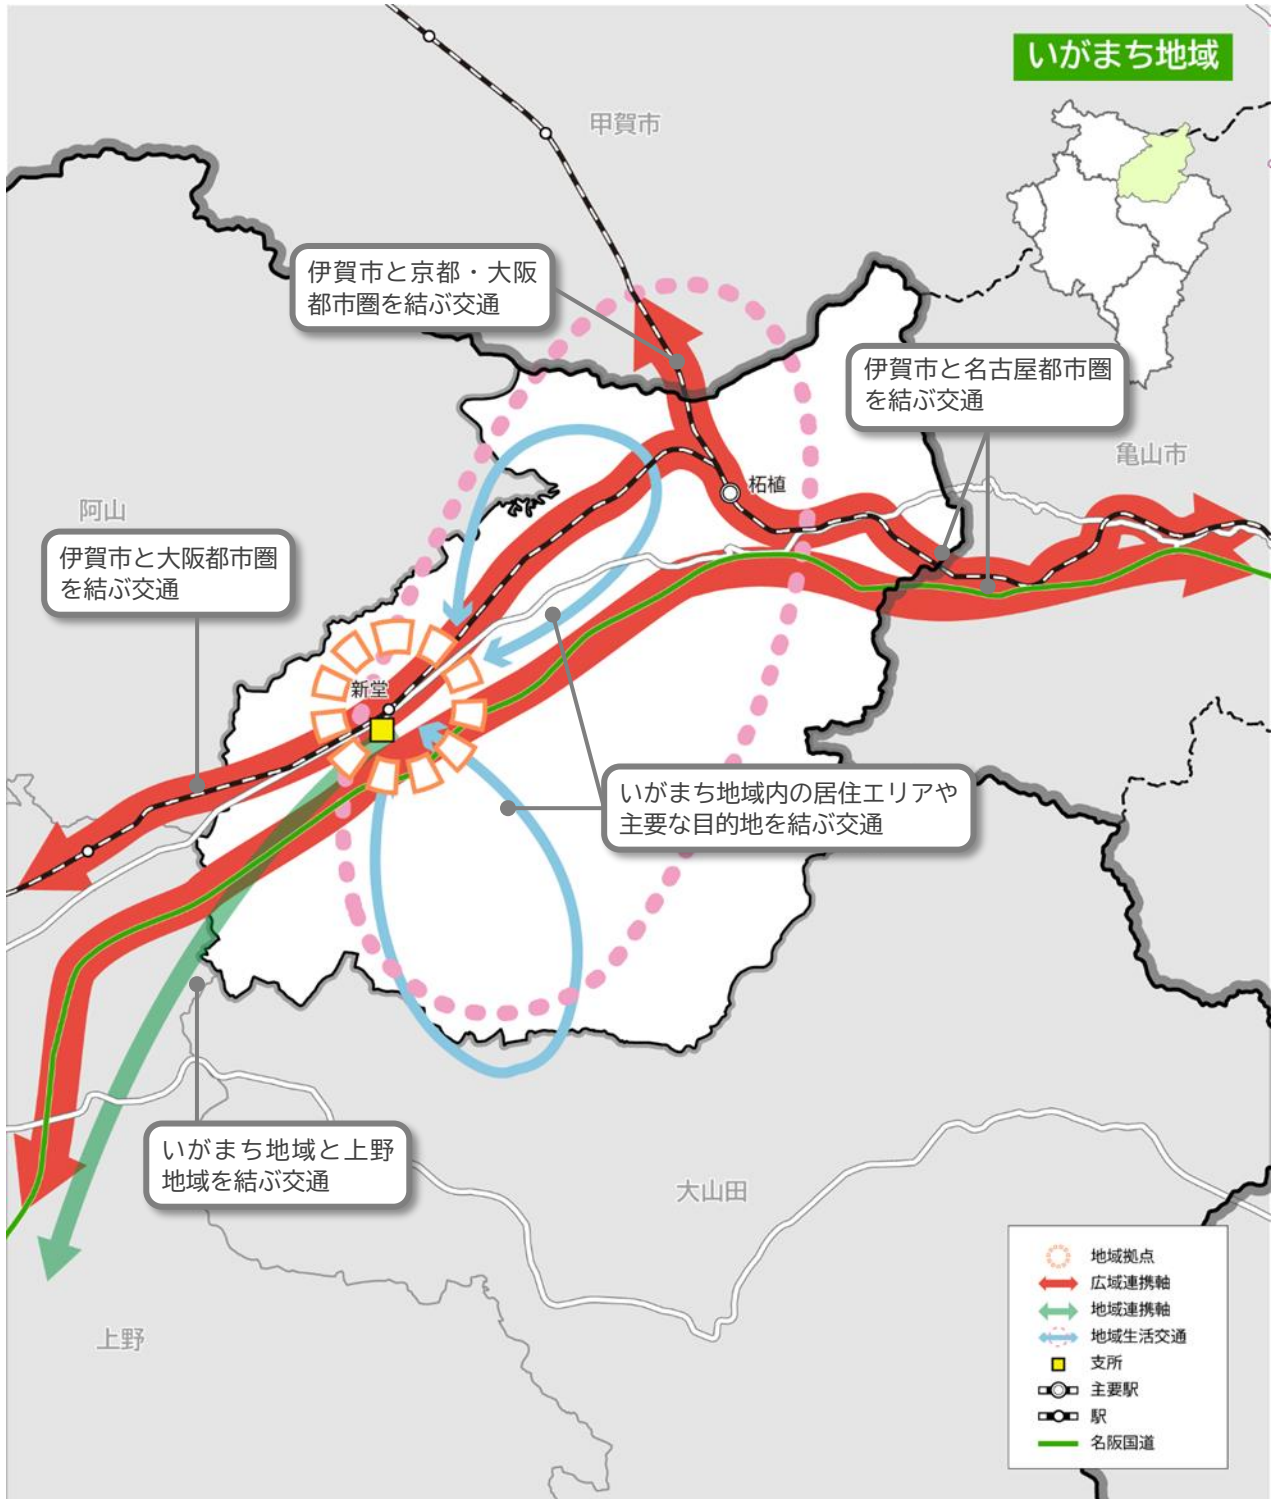 いがまち地域
甲賀市
伊賀市と京都・大阪
都市圏を結ぶ交通
伊賀市と名古屋都市圏
を結ぶ交通
亀山市
柘植
阿山
伊賀市と大阪都市圏
を結ぶ交通
新堂
いがまち地域内の居住エリアや
主要な目的地を結ぶ交通
いがまち地域と上野
地域を結ぶ交通
大山田
上野
地域拠点
広域連携軸
地域連携軸
地域生活交通
支所
主要駅
駅
名阪国道